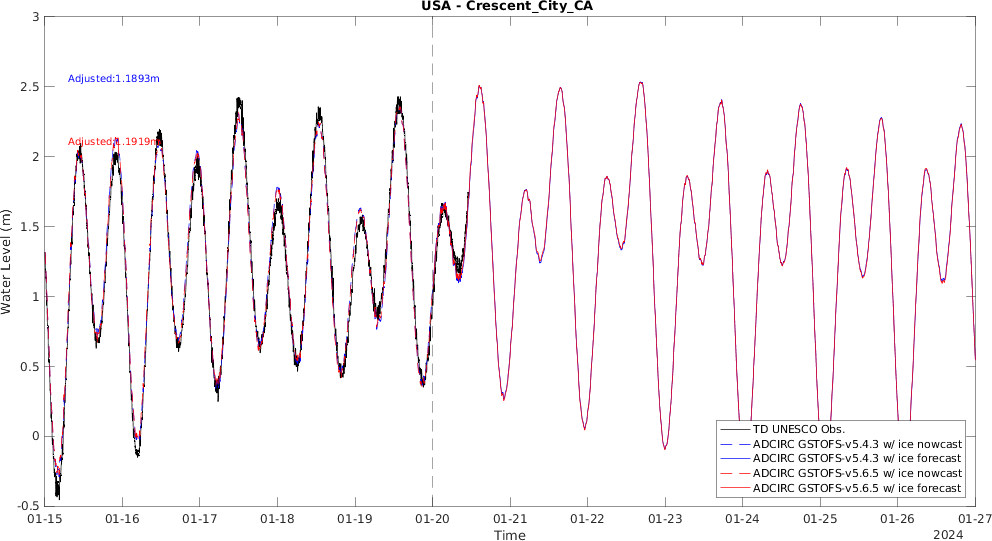 USA - Crescent_City_CA
3
2.5
2
1.5
1
0.5
0
-0.5
Water Level (m)
Adjusted:1.1893m
Adjusted:1.1919m
TD UNESCO Obs.
ADCIRC GSTOFS-v5.4.3 w/ ice nowcast
ADCIRC GSTOFS-v5.4.3 w/ ice forecast
ADCIRC GSTOFS-v5.6.5 w/ ice nowcast
ADCIRC GSTOFS-v5.6.5 w/ ice forecast
01-15 01-16 01-17 01-18 01-19 01-20 01-21 01-22 01-23 01-24 01-25 01-26 01-27
Time
2024